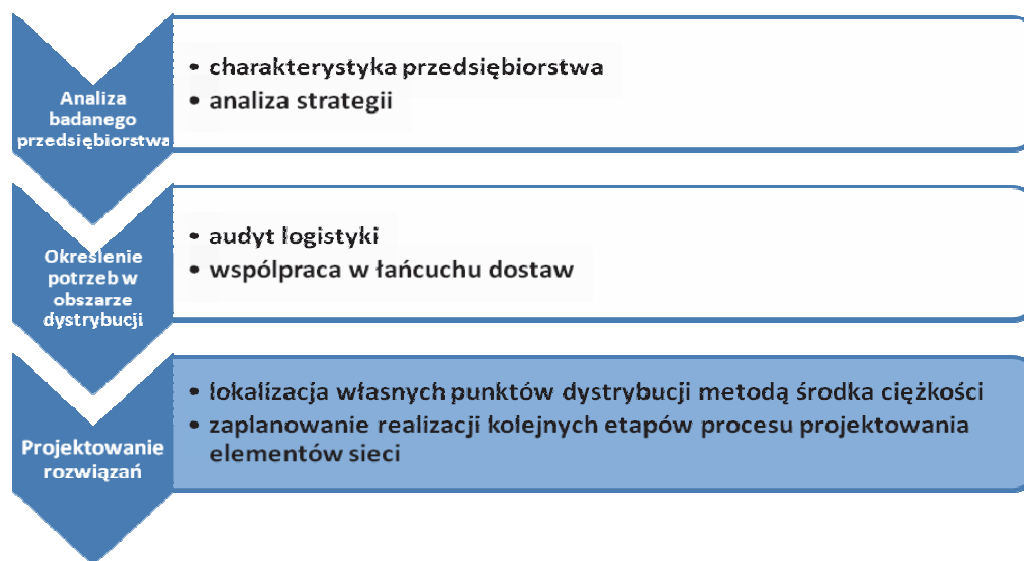 Analiza
badanego
przedsiębiorstwa
• charakterystyka przedsiębiorstwa
• analiza strategii
Określenie
potrzeb w
obszarze
dystrybucji
• audyt logistyki
• współpraca w łańcuchu dostaw
Projektowanie
rozwiązań
• lokalizacja własnych punktów dystrybucji metodą środka ciężkości
• zaplanowanie realizacji kolejnych etapów procesu projektowania
elementów sieci